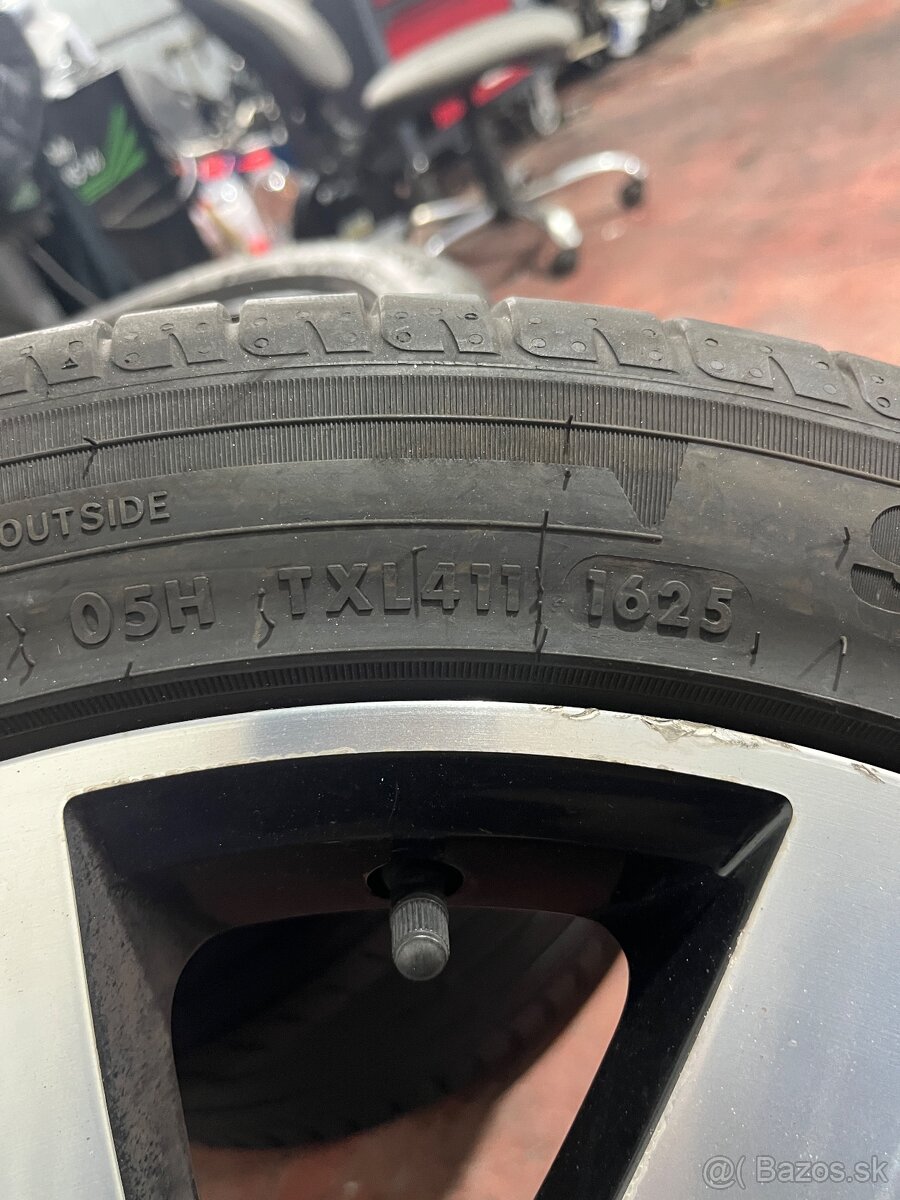 OUTSIDE
05H TXL411 1625
@( Bazos.sk